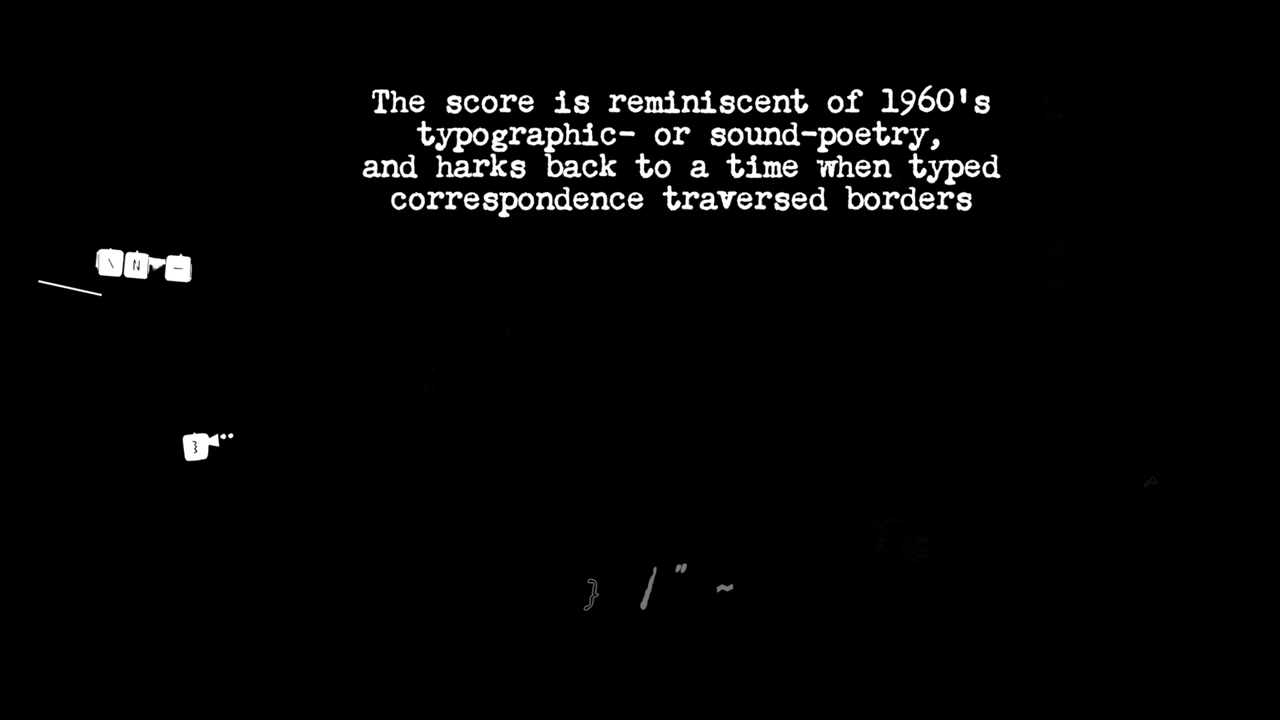 The score is reminiscent of 1960's
typographic- or sound-poetry,
and harks back to a time when typed
correspondence traversed borders
\ N —
}
} / " ~